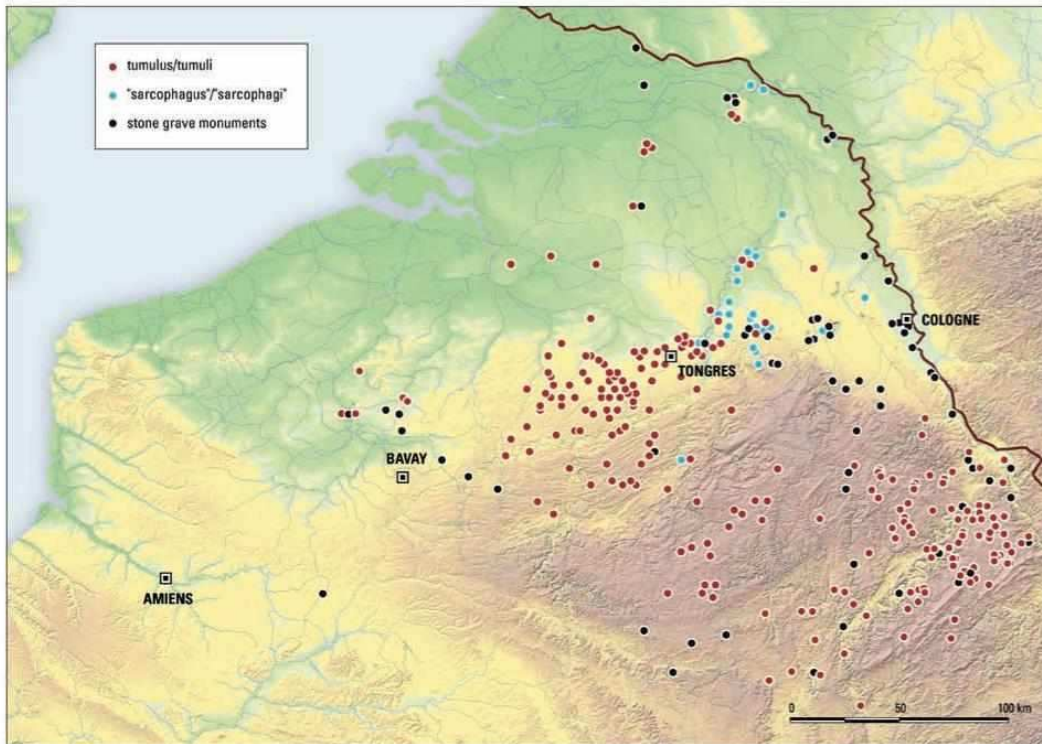 tumulus/tumuli
"sarcophagus"/"sarcophagi"
stone grave monuments
COLOGNE
TONGRES
BAVAY
AMIENS
0 50 100 km